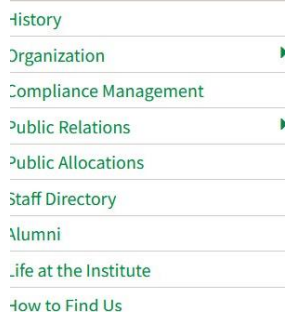 History
Organization
Compliance Management
Public Relations
Public Allocations
Staff Directory
Alumni
Life at the Institute
How to Find Us